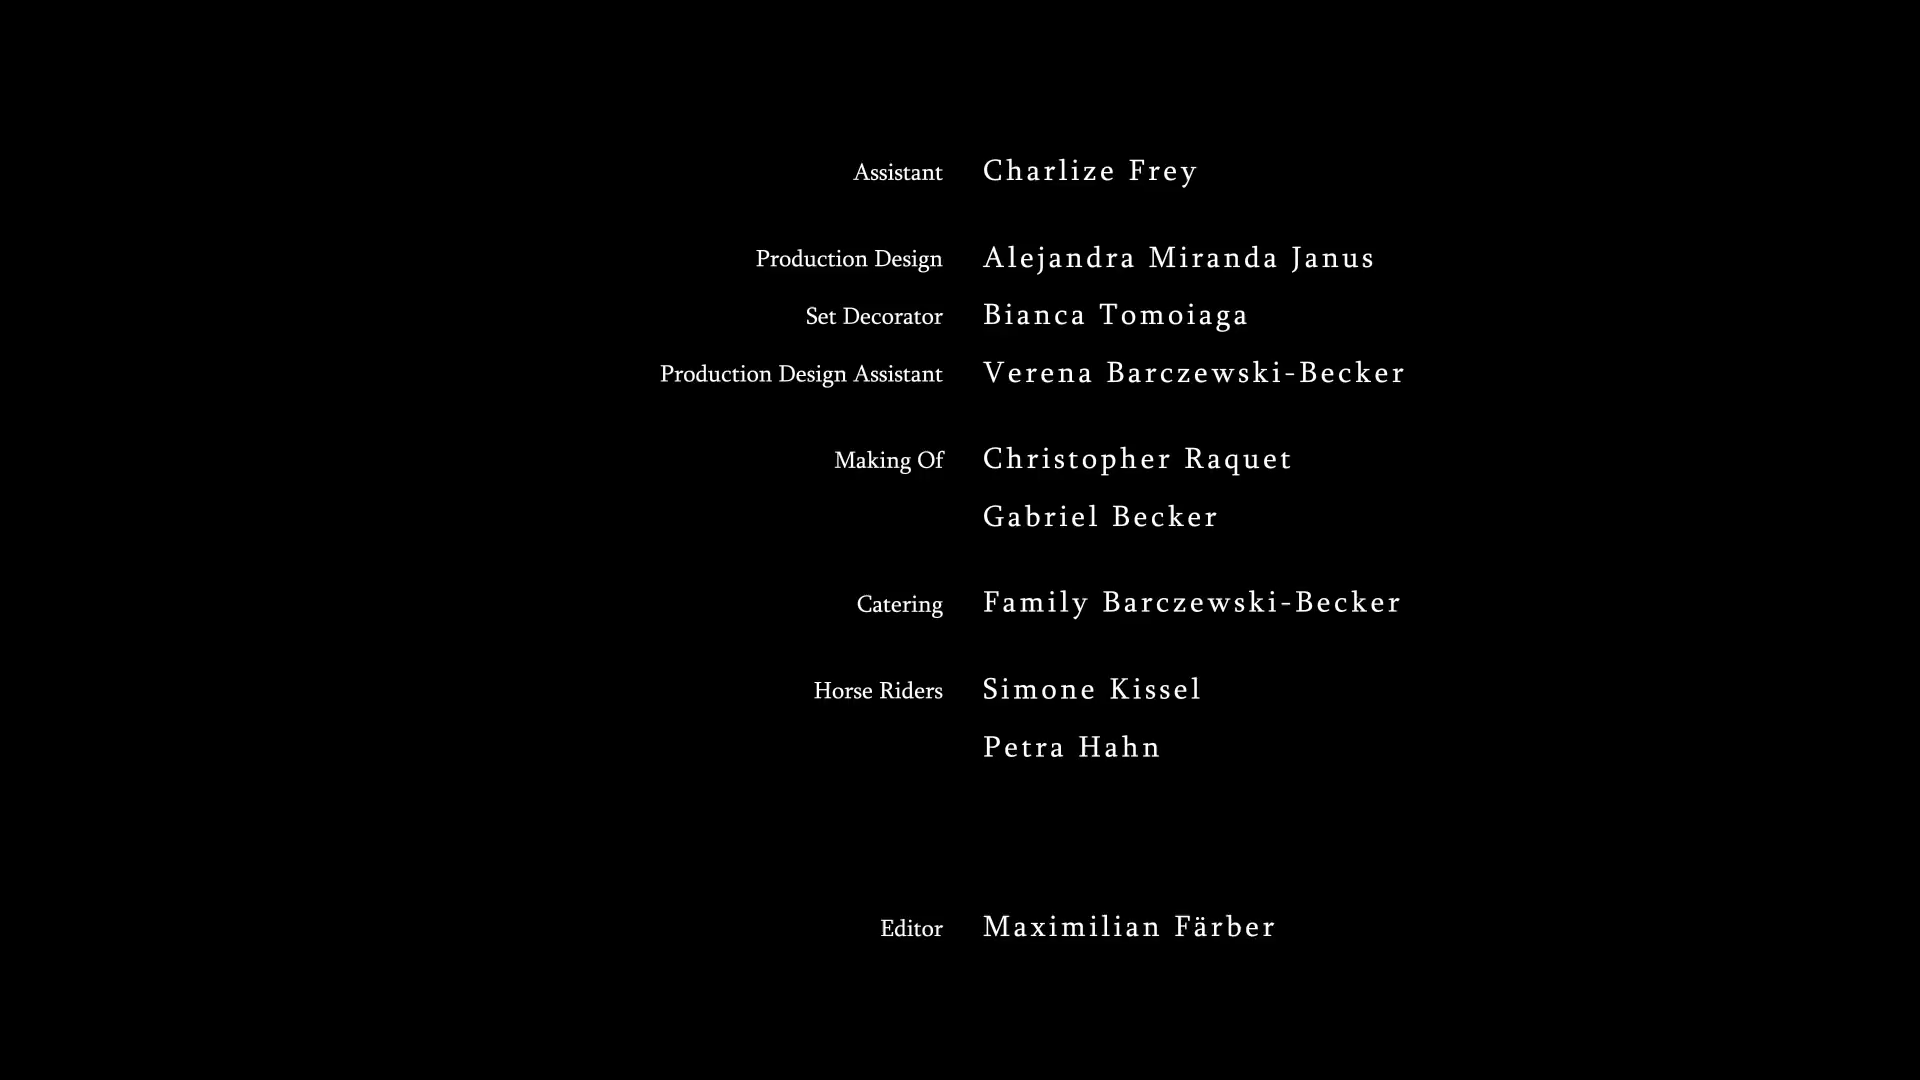 Assistant Charlize Frey
Production Design Alejandra Miranda Janus
Set Decorator Bianca Tomoiaga
Production Design Assistant Verena Barczewski-Becker
Making Of Christopher Raquet
Gabriel Becker
Catering Family Barczewski-Becker
Horse Riders Simone Kissel
Petra Hahn
Editor Maximilian Färber